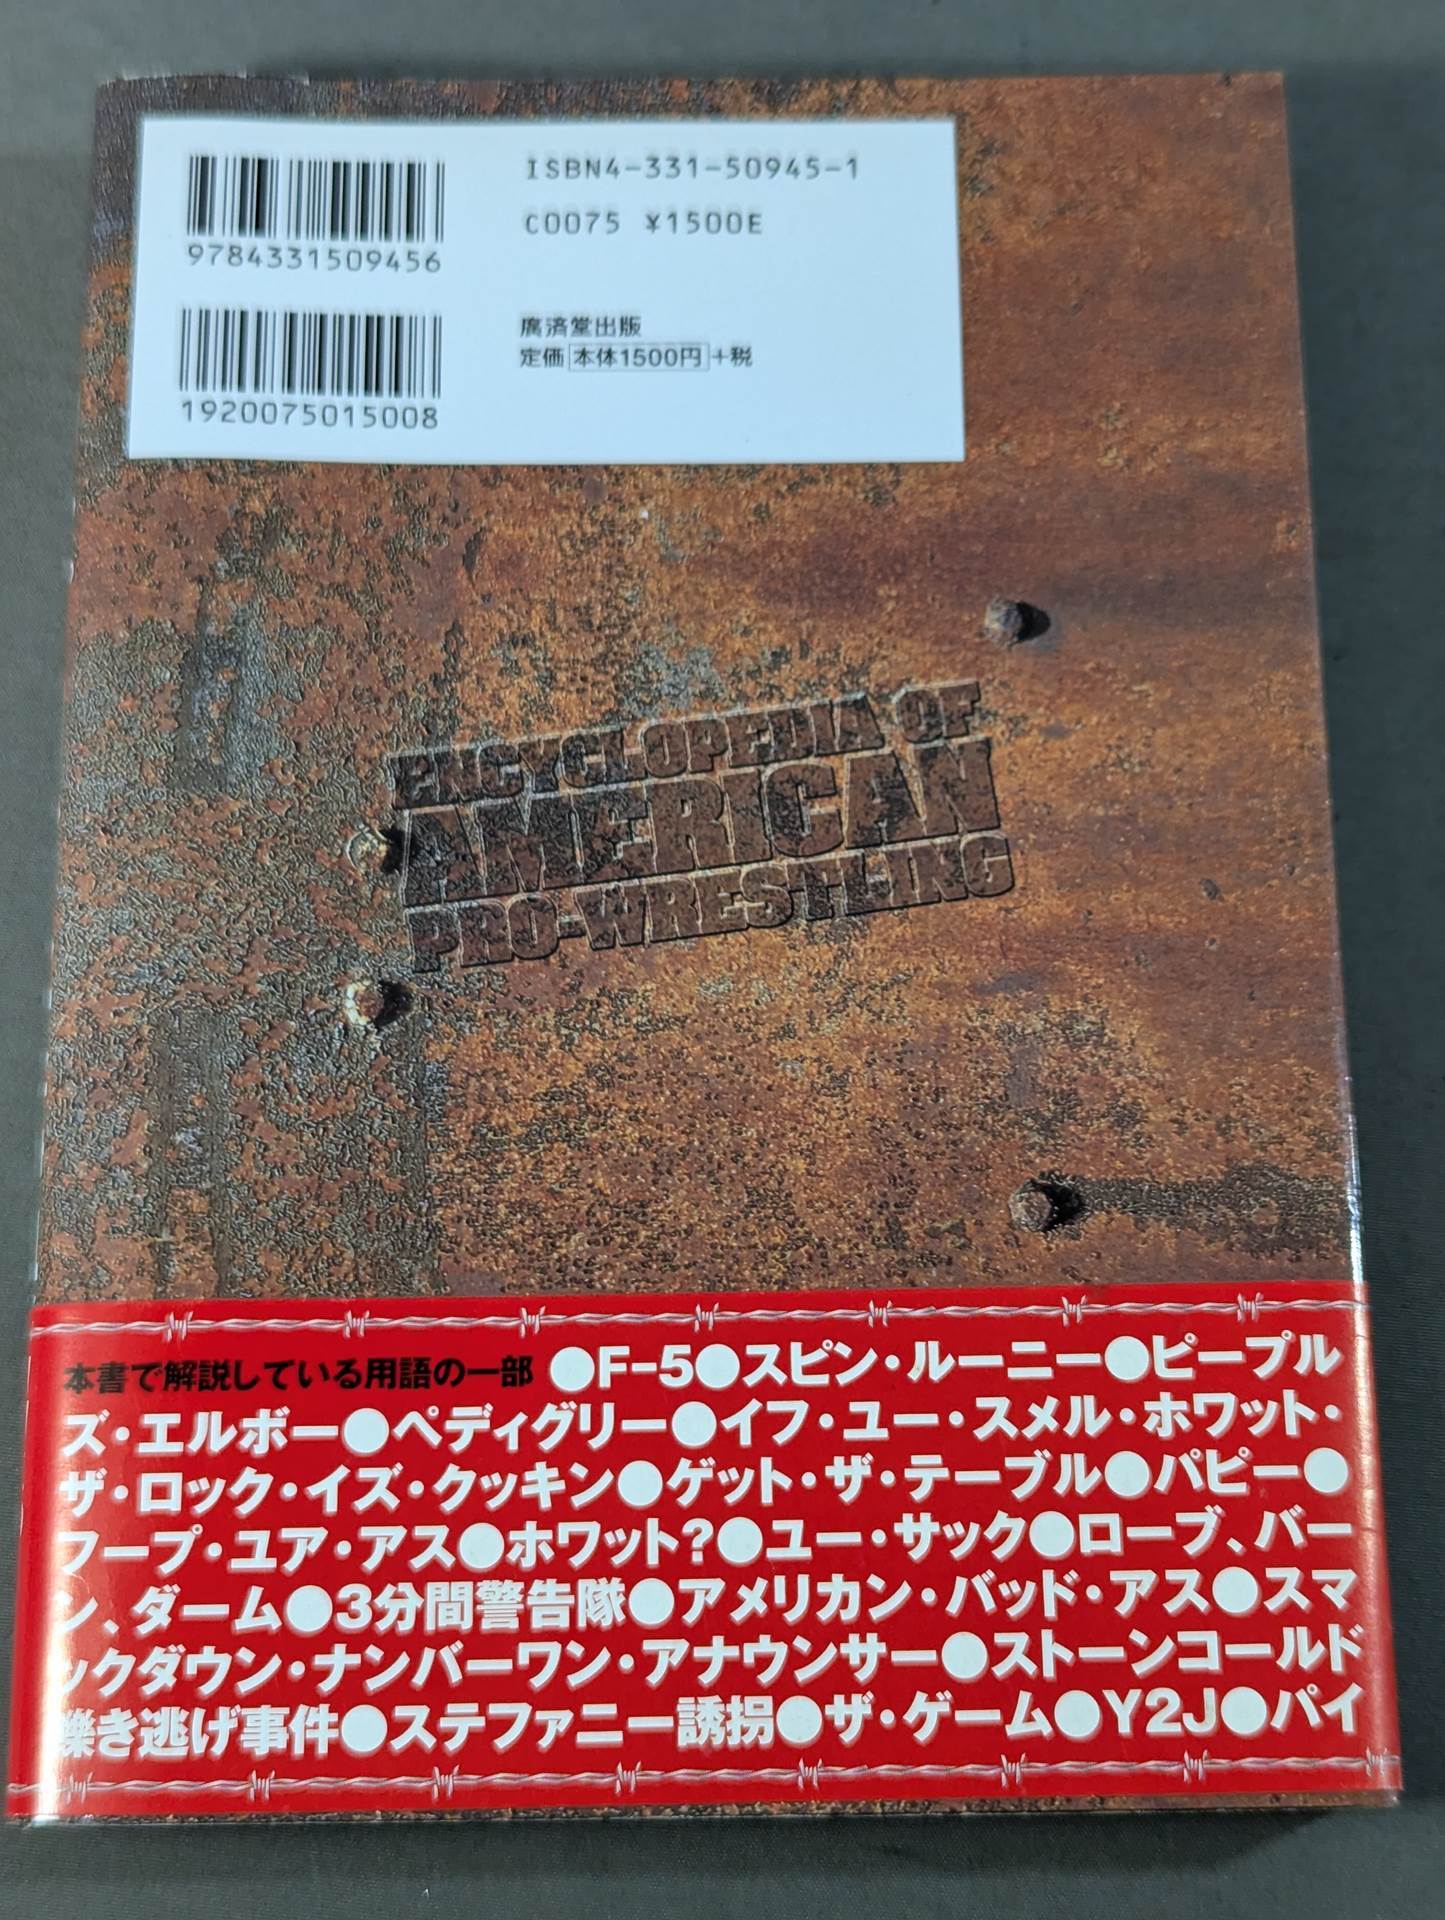 ISBN4-331-50945-1
C0075 ¥1500E
9784331509456
廣済堂出版
定価 本体1500円 +税
1920075015008
ENCYCLOPEDIA OF
AMERICAN
PRO-WRESTLING
本書で解説している用語の一部 ●F-5●スピン・ルーニー●ピープル
ズ・エルボー●ペディグリー●イフ・ユー・スメル・ホワット・
ザ・ロック・イズ・クッキン●ゲット・ザ・テーブル●パピー●
フープ・ユア・アス●ホワット?●ユー・サック●ローブ、バー
ン、ダーム●3分間警告隊●アメリカン・バッド・アス●スマ
ックダウン・ナンバーワン・アナウンサー●ストーンコールド
轢き逃げ事件●ステファニー誘拐●ザ・ゲーム●Y2J●パイ